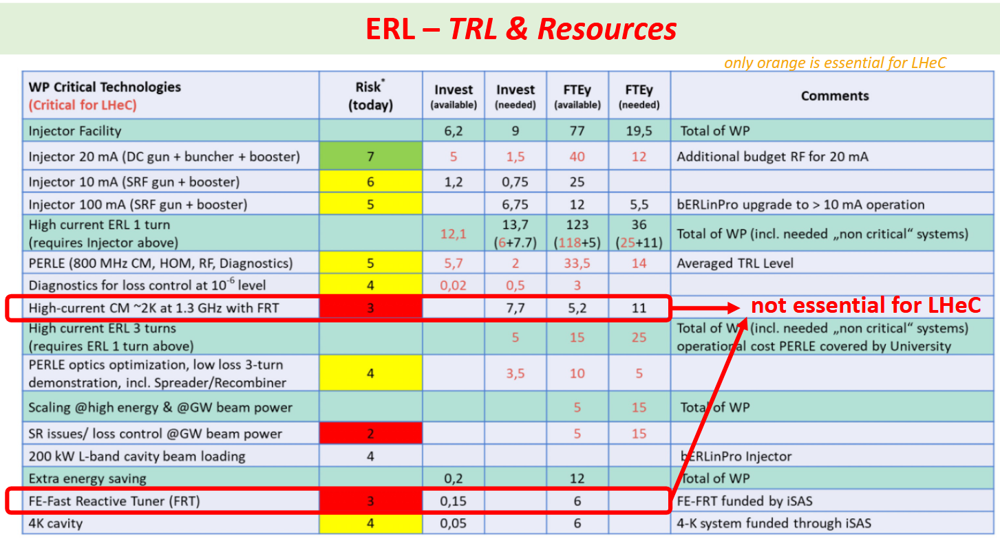 ERL – TRL & Resources
only orange is essential for LHeC
WP Critical Technologies
(Critical for LHeC)
Risk*
(today)
Invest
(available)
Invest
(needed)
FTEy
(available)
FTEy
(needed)
Comments
Injector Facility 6,2 9 77 19,5 Total of WP
Injector 20 mA (DC gun + buncher + booster) 7 5 1,5 40 12 Additional budget RF for 20 mA
Injector 10 mA (SRF gun + booster) 6 1,2 0,75 25
Injector 100 mA (SRF gun + booster) 5 6,75 12 5,5 bERLinPro upgrade to > 10 mA operation
High current ERL 1 turn
(requires Injector above)
12,1
13,7
(6+7.7)
123
(118+5)
36
(25+11)
Total of WP (incl. needed „non critical“ systems)
PERLE (800 MHz CM, HOM, RF, Diagnostics) 5 5,7 2 33,5 14 Averaged TRL Level
Diagnostics for loss control at 10-6 level 4 0,02 0,5 3
High-current CM ~2K at 1.3 GHz with FRT 3 7,7 5,2 11
not essential for LHeC
High current ERL 3 turns
(requires ERL 1 turn above)
5 15 25
Total of WP (incl. needed „non critical“ systems)
operational cost PERLE covered by University
PERLE optics optimization, low loss 3-turn
demonstration, incl. Spreader/Recombiner
4 3,5 10 5
Scaling @high energy & @GW beam power 5 15 Total of WP
SR issues/ loss control @GW beam power 2 5 15
200 kW L-band cavity beam loading 4 bERLinPro Injector
Extra energy saving 0,2 12 Total of WP
FE-Fast Reactive Tuner (FRT) 3 0,15 6 FE-FRT funded by iSAS
4K cavity 4 0,05 6 4-K system funded through iSAS